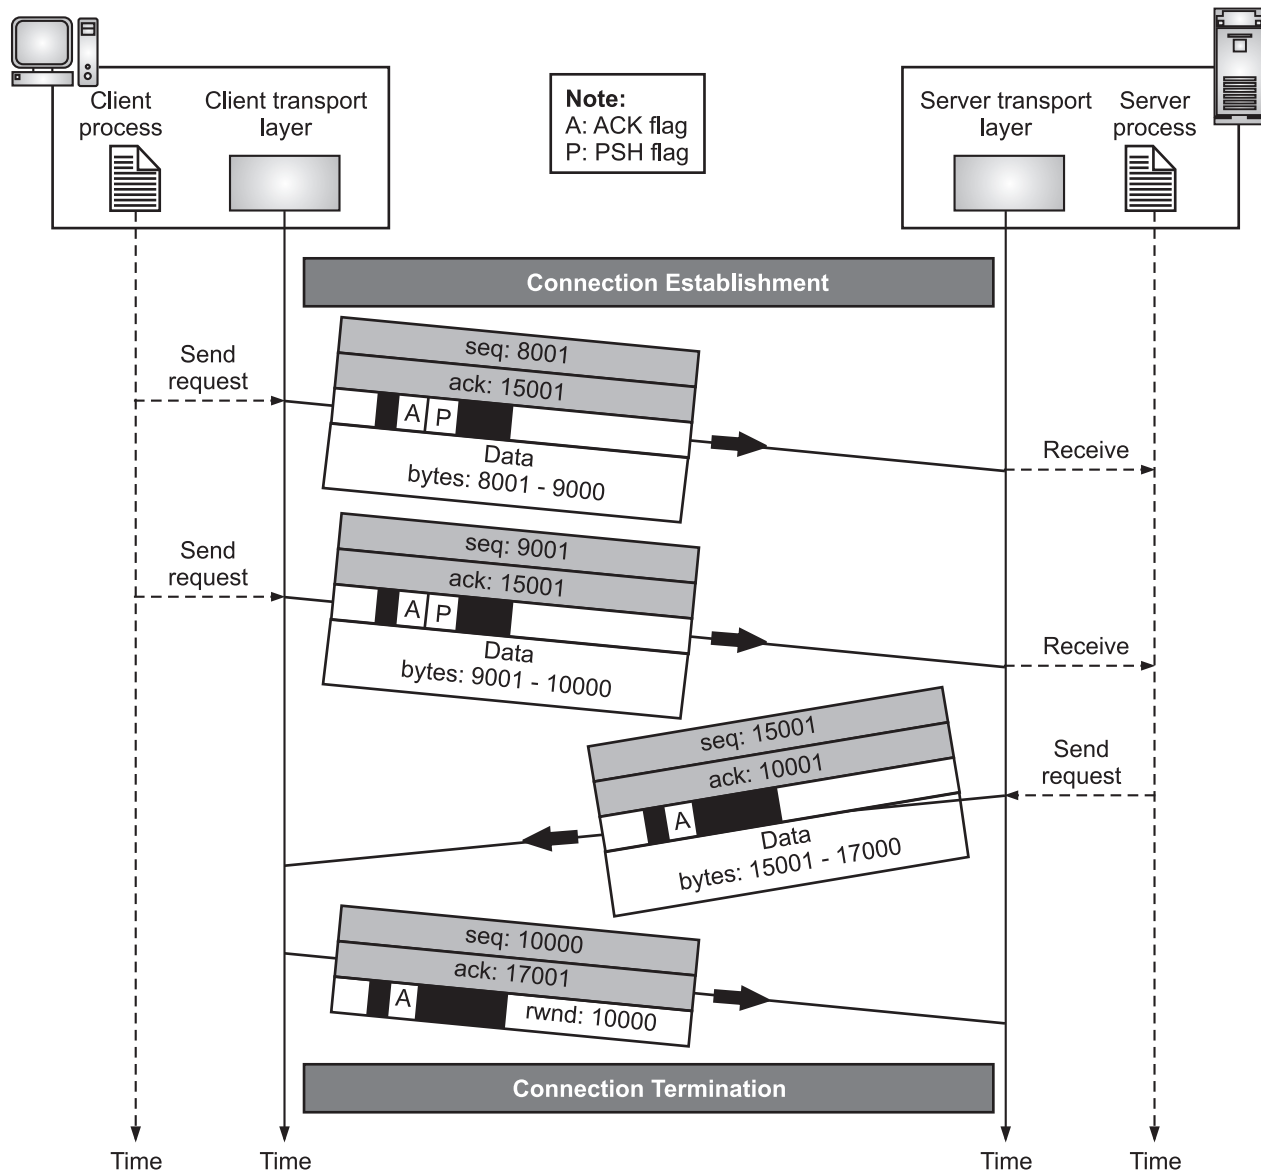 Client
process
Client transport
layer
Note:
A: ACK flag
P: PSH flag
Server transport
layer
Server
process
Connection Establishment
Send
request
seq: 8001
ack: 15001
A P
Data
bytes: 8001 - 9000
Receive
Send
request
seq: 9001
ack: 15001
A P
Data
bytes: 9001 - 10000
Receive
seq: 15001
ack: 10001
A
Data
bytes: 15001 - 17000
Send
request
seq: 10000
ack: 17001
A rwnd: 10000
Connection Termination
Time Time Time Time